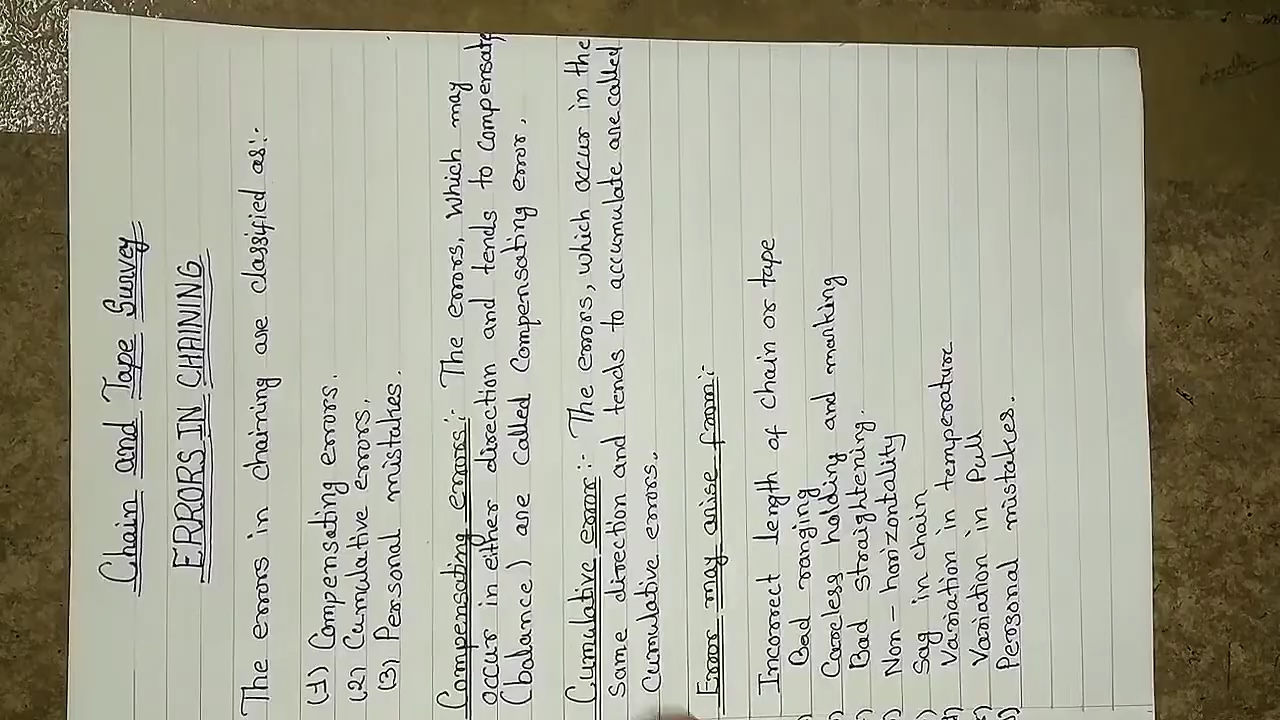 Chain and Tape Survey
ERRORS IN CHAINING
The errors in chaining are classified as:-
(1) Compensating errors.
(2) Cumulative errors.
(3) Personal mistakes.
Compensating errors:- The errors, which may
occur in either direction and tends to compensate
(balance) are called Compensating error.
Cumulative error:- The errors, which occur in the
Same direction and tends to accumulate are called
Cumulative errors.
Error may arise from:
Incorrect length of chain or tape
Bad ranging
Careless holding and marking
Bad straightening.
Non-horizontality
Sag in chain
Variation in temperature
Variation in Pull
Personal mistakes.